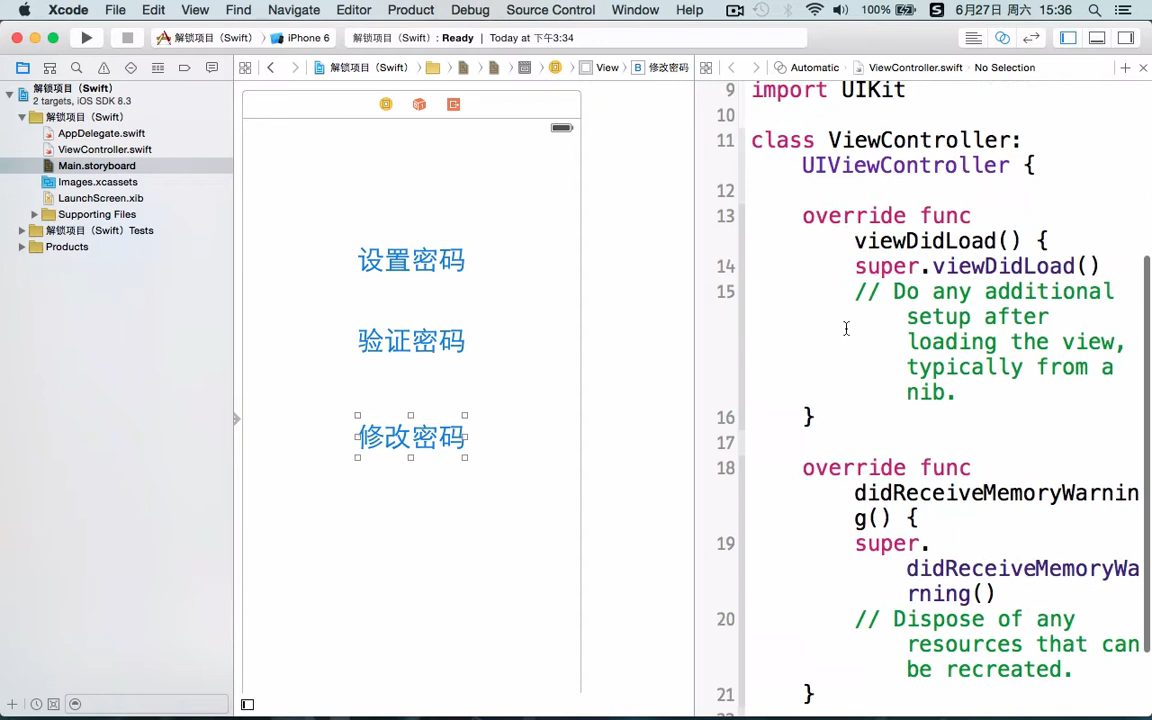 Xcode File Edit View Find Navigate Editor Product Debug Source Control Window Help 100% 6月27日 周六 15:36
解锁项目（Swift） iPhone 6 解锁项目（Swift）: Ready Today at 下午3:34
解锁项目（Swift） View B 修改密码 Automatic ViewController.swift No Selection
解锁项目（Swift）
2 targets, iOS SDK 8.3
解锁项目（Swift）
AppDelegate.swift
ViewController.swift
Main.storyboard
Images.xcassets
LaunchScreen.xib
Supporting Files
解锁项目（Swift）Tests
Products
设置密码
验证密码
修改密码
9 import UIKit
10
11 class ViewController:
UIViewController {
12
13 override func
viewDidLoad() {
14 super.viewDidLoad()
15 // Do any additional
setup after
loading the view,
typically from a
nib.
16 }
17
18 override func
didReceiveMemoryWarnin
g() {
19 super.
didReceiveMemoryWa
rning()
20 // Dispose of any
resources that can
be recreated.
21 }